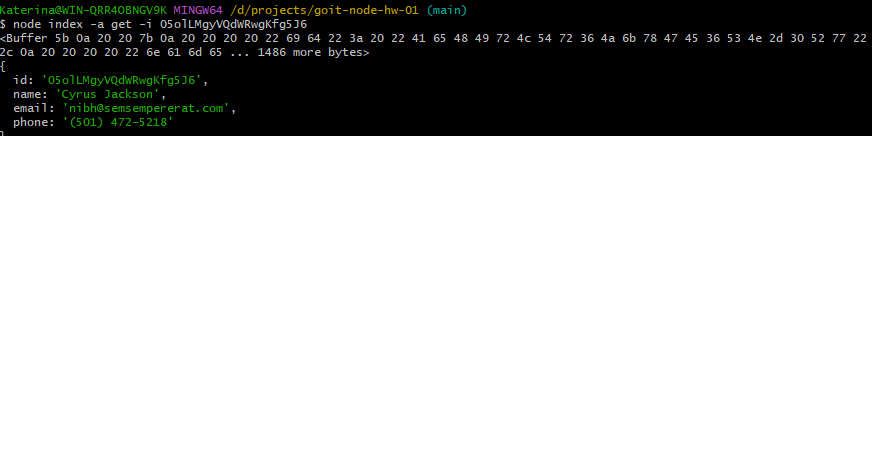 Katerina@WIN-QRR4OBNGV9K MINGW64 /d/projects/goit-node-hw-01 (main)
$ node index -a get -i O5olLMgyVQdWRwgKfg5J6
<Buffer 5b 0a 20 20 7b 0a 20 20 20 20 22 69 64 22 3a 20 22 41 65 48 49 72 4c 54 72 36 4a 6b 78 47 45 36 53 4e 2d 30 52 77 22
2c 0a 20 20 20 20 22 6e 61 6d 65 ... 1486 more bytes>
{
  id: 'O5olLMgyVQdWRwgKfg5J6',
  name: 'Cyrus Jackson',
  email: 'nibh@semsempererat.com',
  phone: '(501) 472-5218'